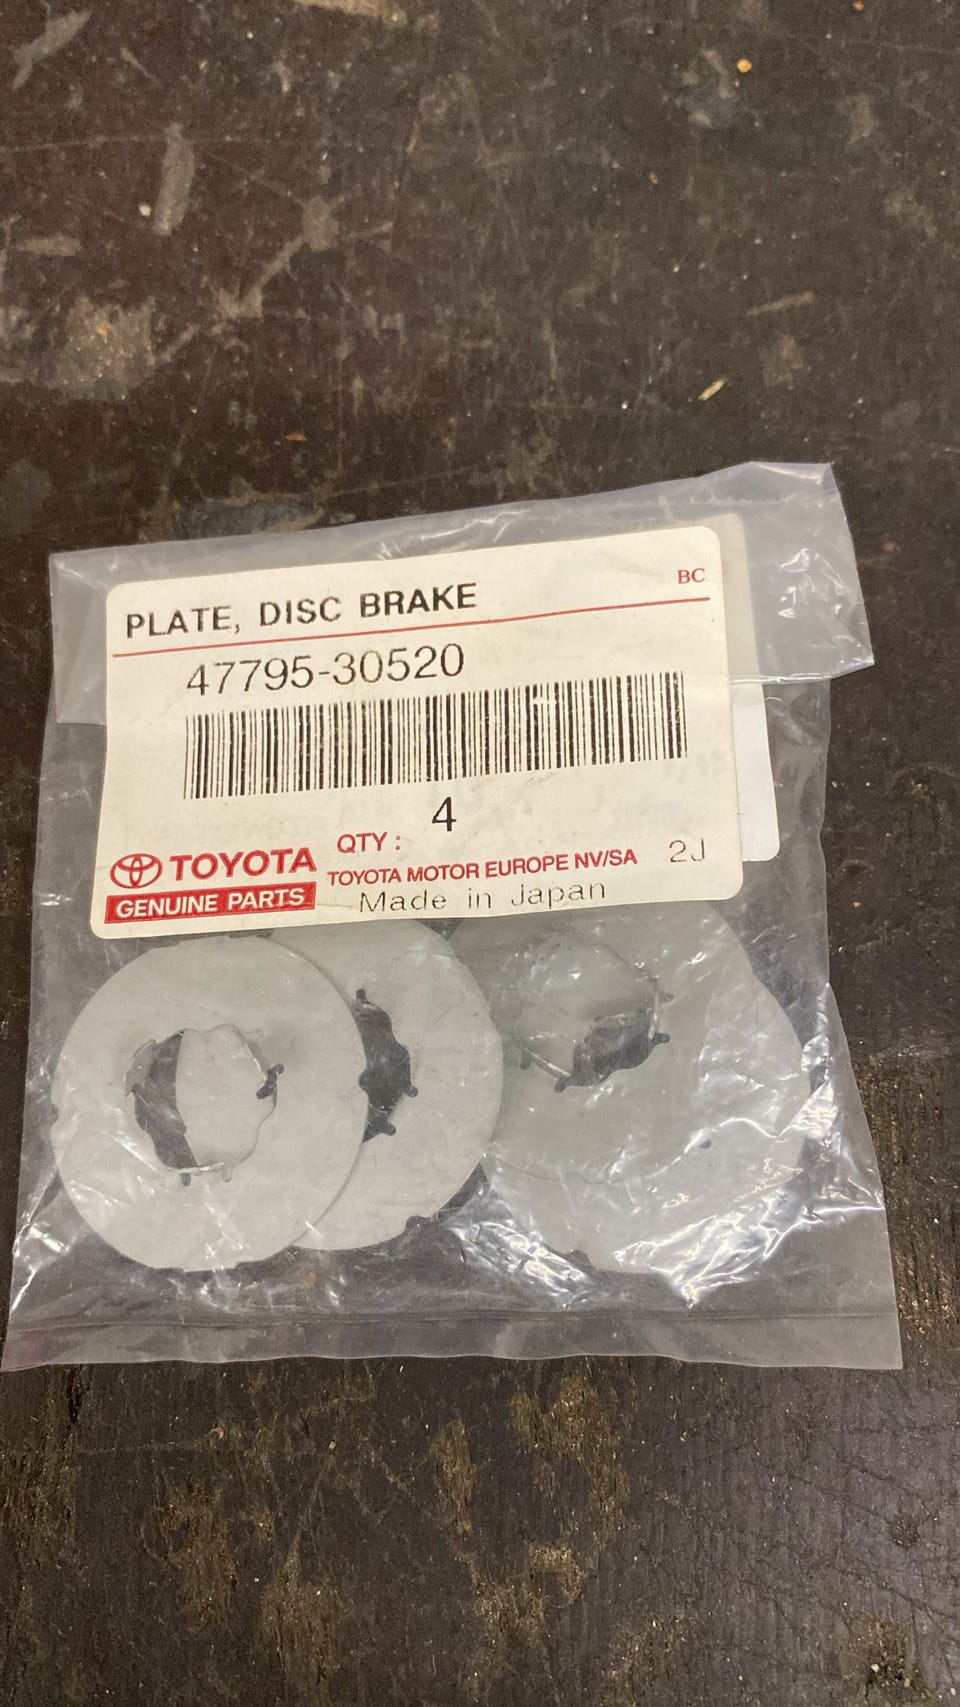 BC
PLATE, DISC BRAKE
47795-30520
4
QTY :
TOYOTA
TOYOTA MOTOR EUROPE NV/SA 2J
GENUINE PARTS
Made in Japan